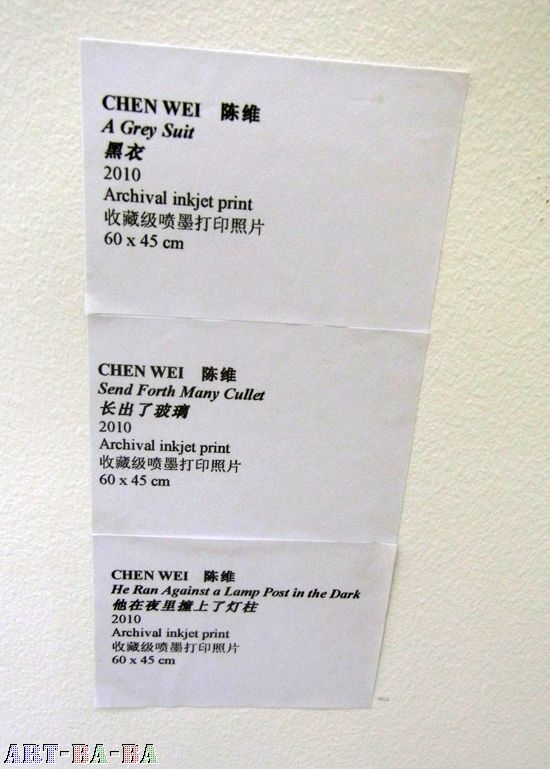 CHEN WEI 陈维
A Grey Suit
黑衣
2010
Archival inkjet print
收藏级喷墨打印照片
60 x 45 cm
CHEN WEI 陈维
Send Forth Many Cullet
长出了玻璃
2010
Archival inkjet print
收藏级喷墨打印照片
60 x 45 cm
CHEN WEI 陈维
He Ran Against a Lamp Post in the Dark
他在夜里撞上了灯柱
2010
Archival inkjet print
收藏级喷墨打印照片
60 x 45 cm
ART-BA-BA